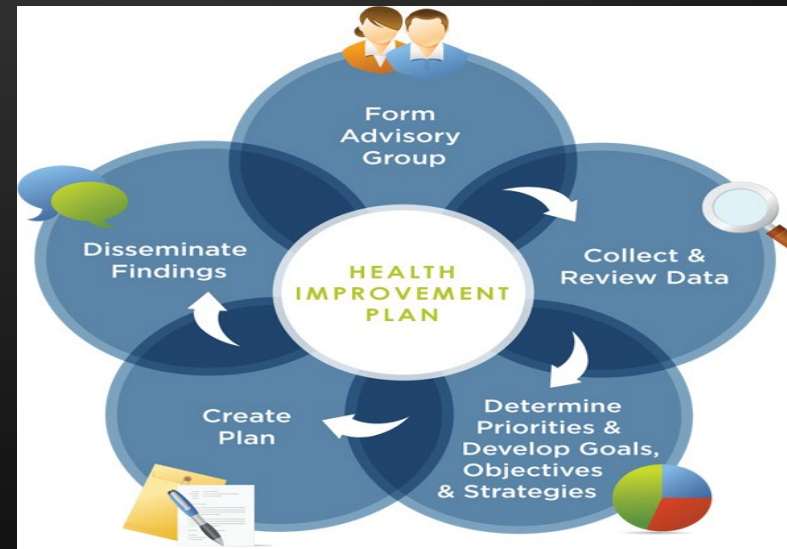 Form
Advisory
Group
Collect &
Review Data
Determine
Priorities &
Develop Goals,
Objectives
& Strategies
Create
Plan
Disseminate
Findings
HEALTH
IMPROVEMENT
PLAN